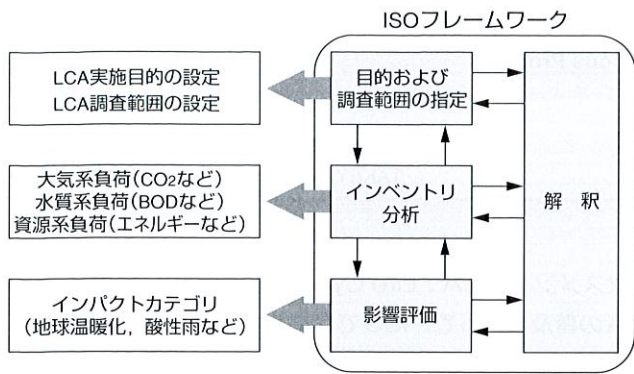 ISOフレームワーク
LCA実施目的の設定
LCA調査範囲の設定
目的および
調査範囲の指定
大気系負荷(CO2など)
水質系負荷(BODなど)
資源系負荷(エネルギーなど)
インベントリ
分析
解 釈
インパクトカテゴリ
(地球温暖化, 酸性雨など)
影響評価